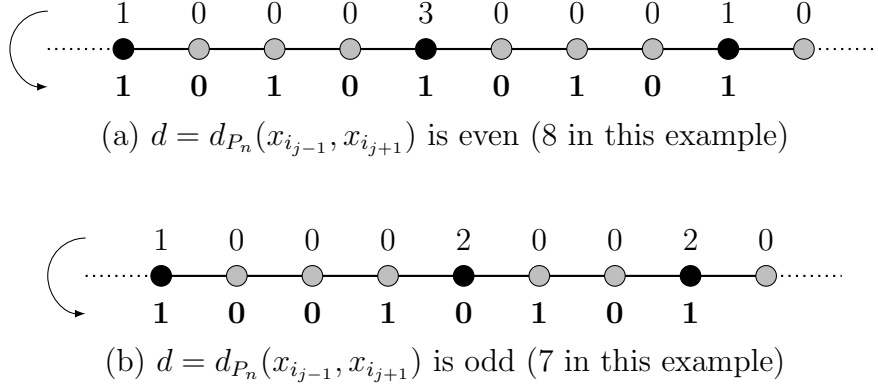 1 0 0 0 3 0 0 0 1 0
1 0 1 0 1 0 1 0 1
(a) $d = d_{P_n}(x_{i_{j-1}}, x_{i_{j+1}})$ is even (8 in this example)
1 0 0 0 2 0 0 2 0
1 0 0 1 0 1 0 1
(b) $d = d_{P_n}(x_{i_{j-1}}, x_{i_{j+1}})$ is odd (7 in this example)